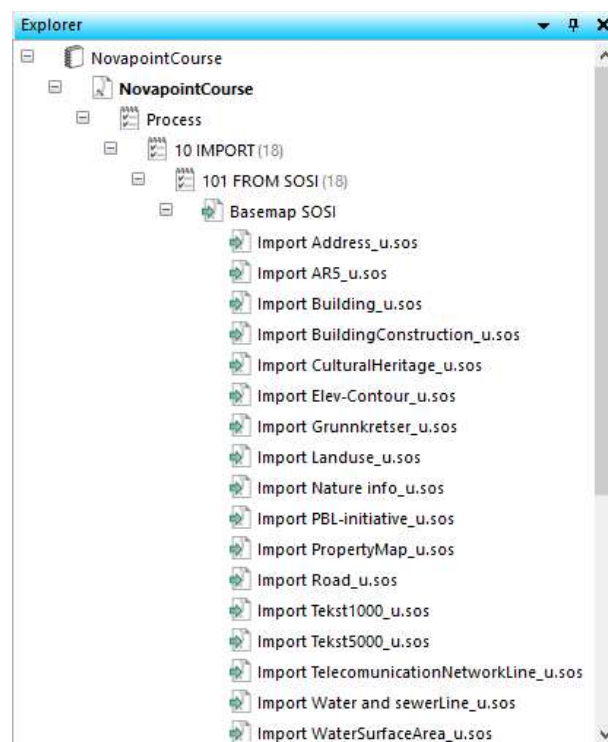 Explorer
NovapointCourse
NovapointCourse
Process
10 IMPORT (18)
101 FROM SOSI (18)
Basemap SOSI
Import Address_u.sos
Import AR5_u.sos
Import Building_u.sos
Import BuildingConstruction_u.sos
Import CulturalHeritage_u.sos
Import Elev-Contour_u.sos
Import Grunnkretser_u.sos
Import Landuse_u.sos
Import Nature info_u.sos
Import PBL-initiative_u.sos
Import PropertyMap_u.sos
Import Road_u.sos
Import Tekst1000_u.sos
Import Tekst5000_u.sos
Import TelecomunicationNetworkLine_u.sos
Import Water and sewerLine_u.sos
Import WaterSurfaceArea_u.sos